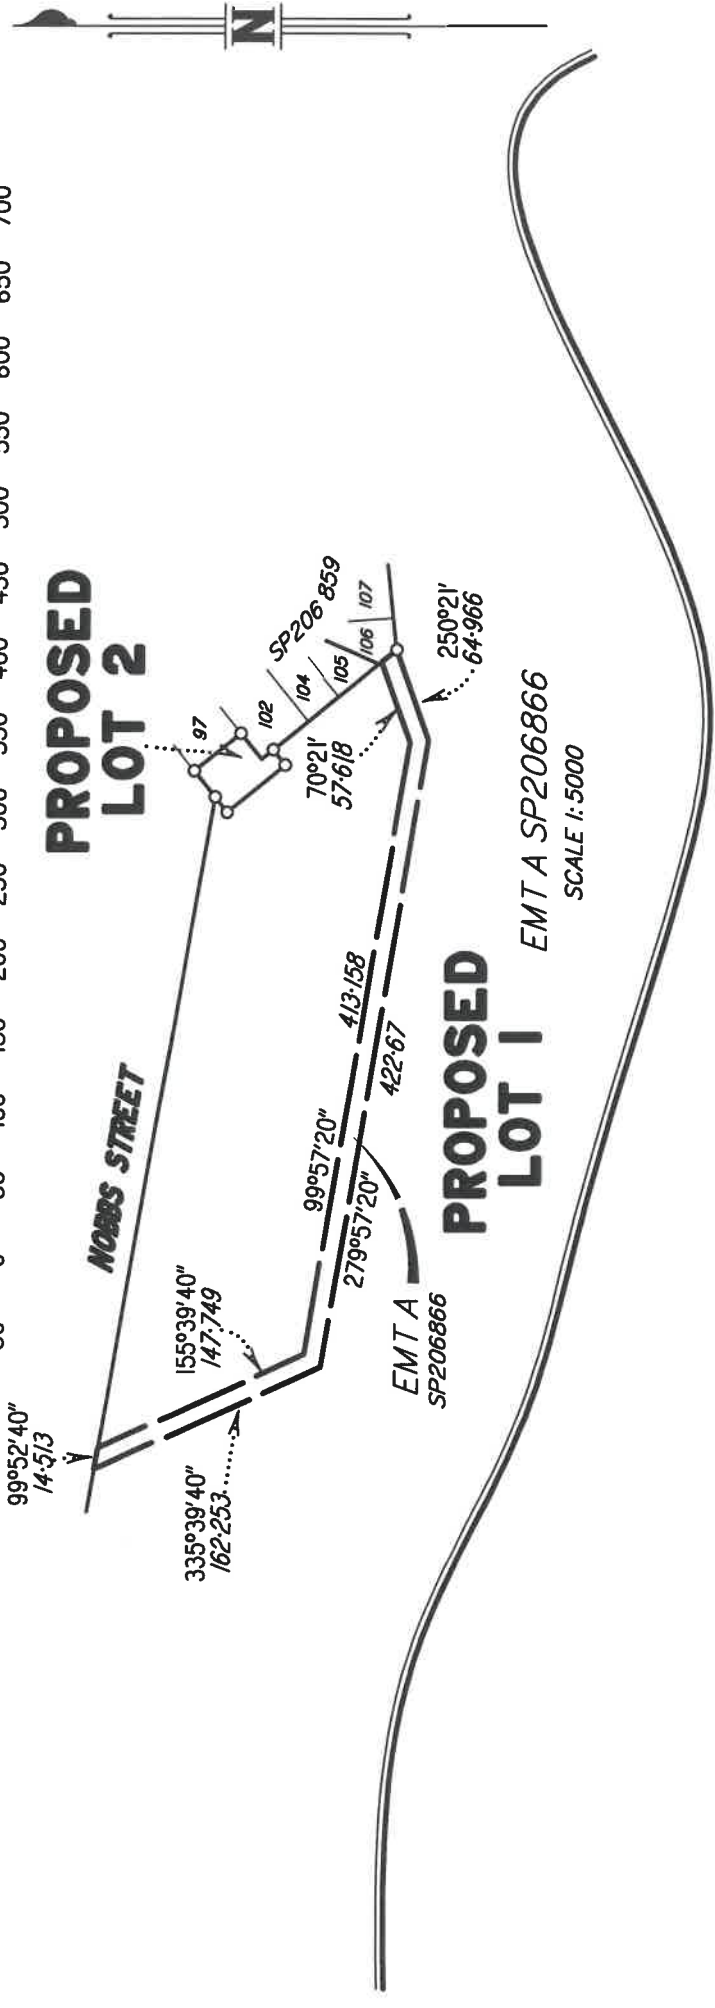 50 0 50 100 150 200 250 300 350 400 450 500 550 600 650 700
N
99°52'40"
14·513
NOBBS STREET
PROPOSED
LOT 2
97
102
SP206 859
104
105
106
107
155°39'40"
147·749
335°39'40"
162·253
99°57'20"
413·158
279°57'20"
422·67
70°21'
57·618
250°21'
64·966
EMT A
SP206866
PROPOSED
LOT 1
EMT A SP206866
SCALE 1:5000